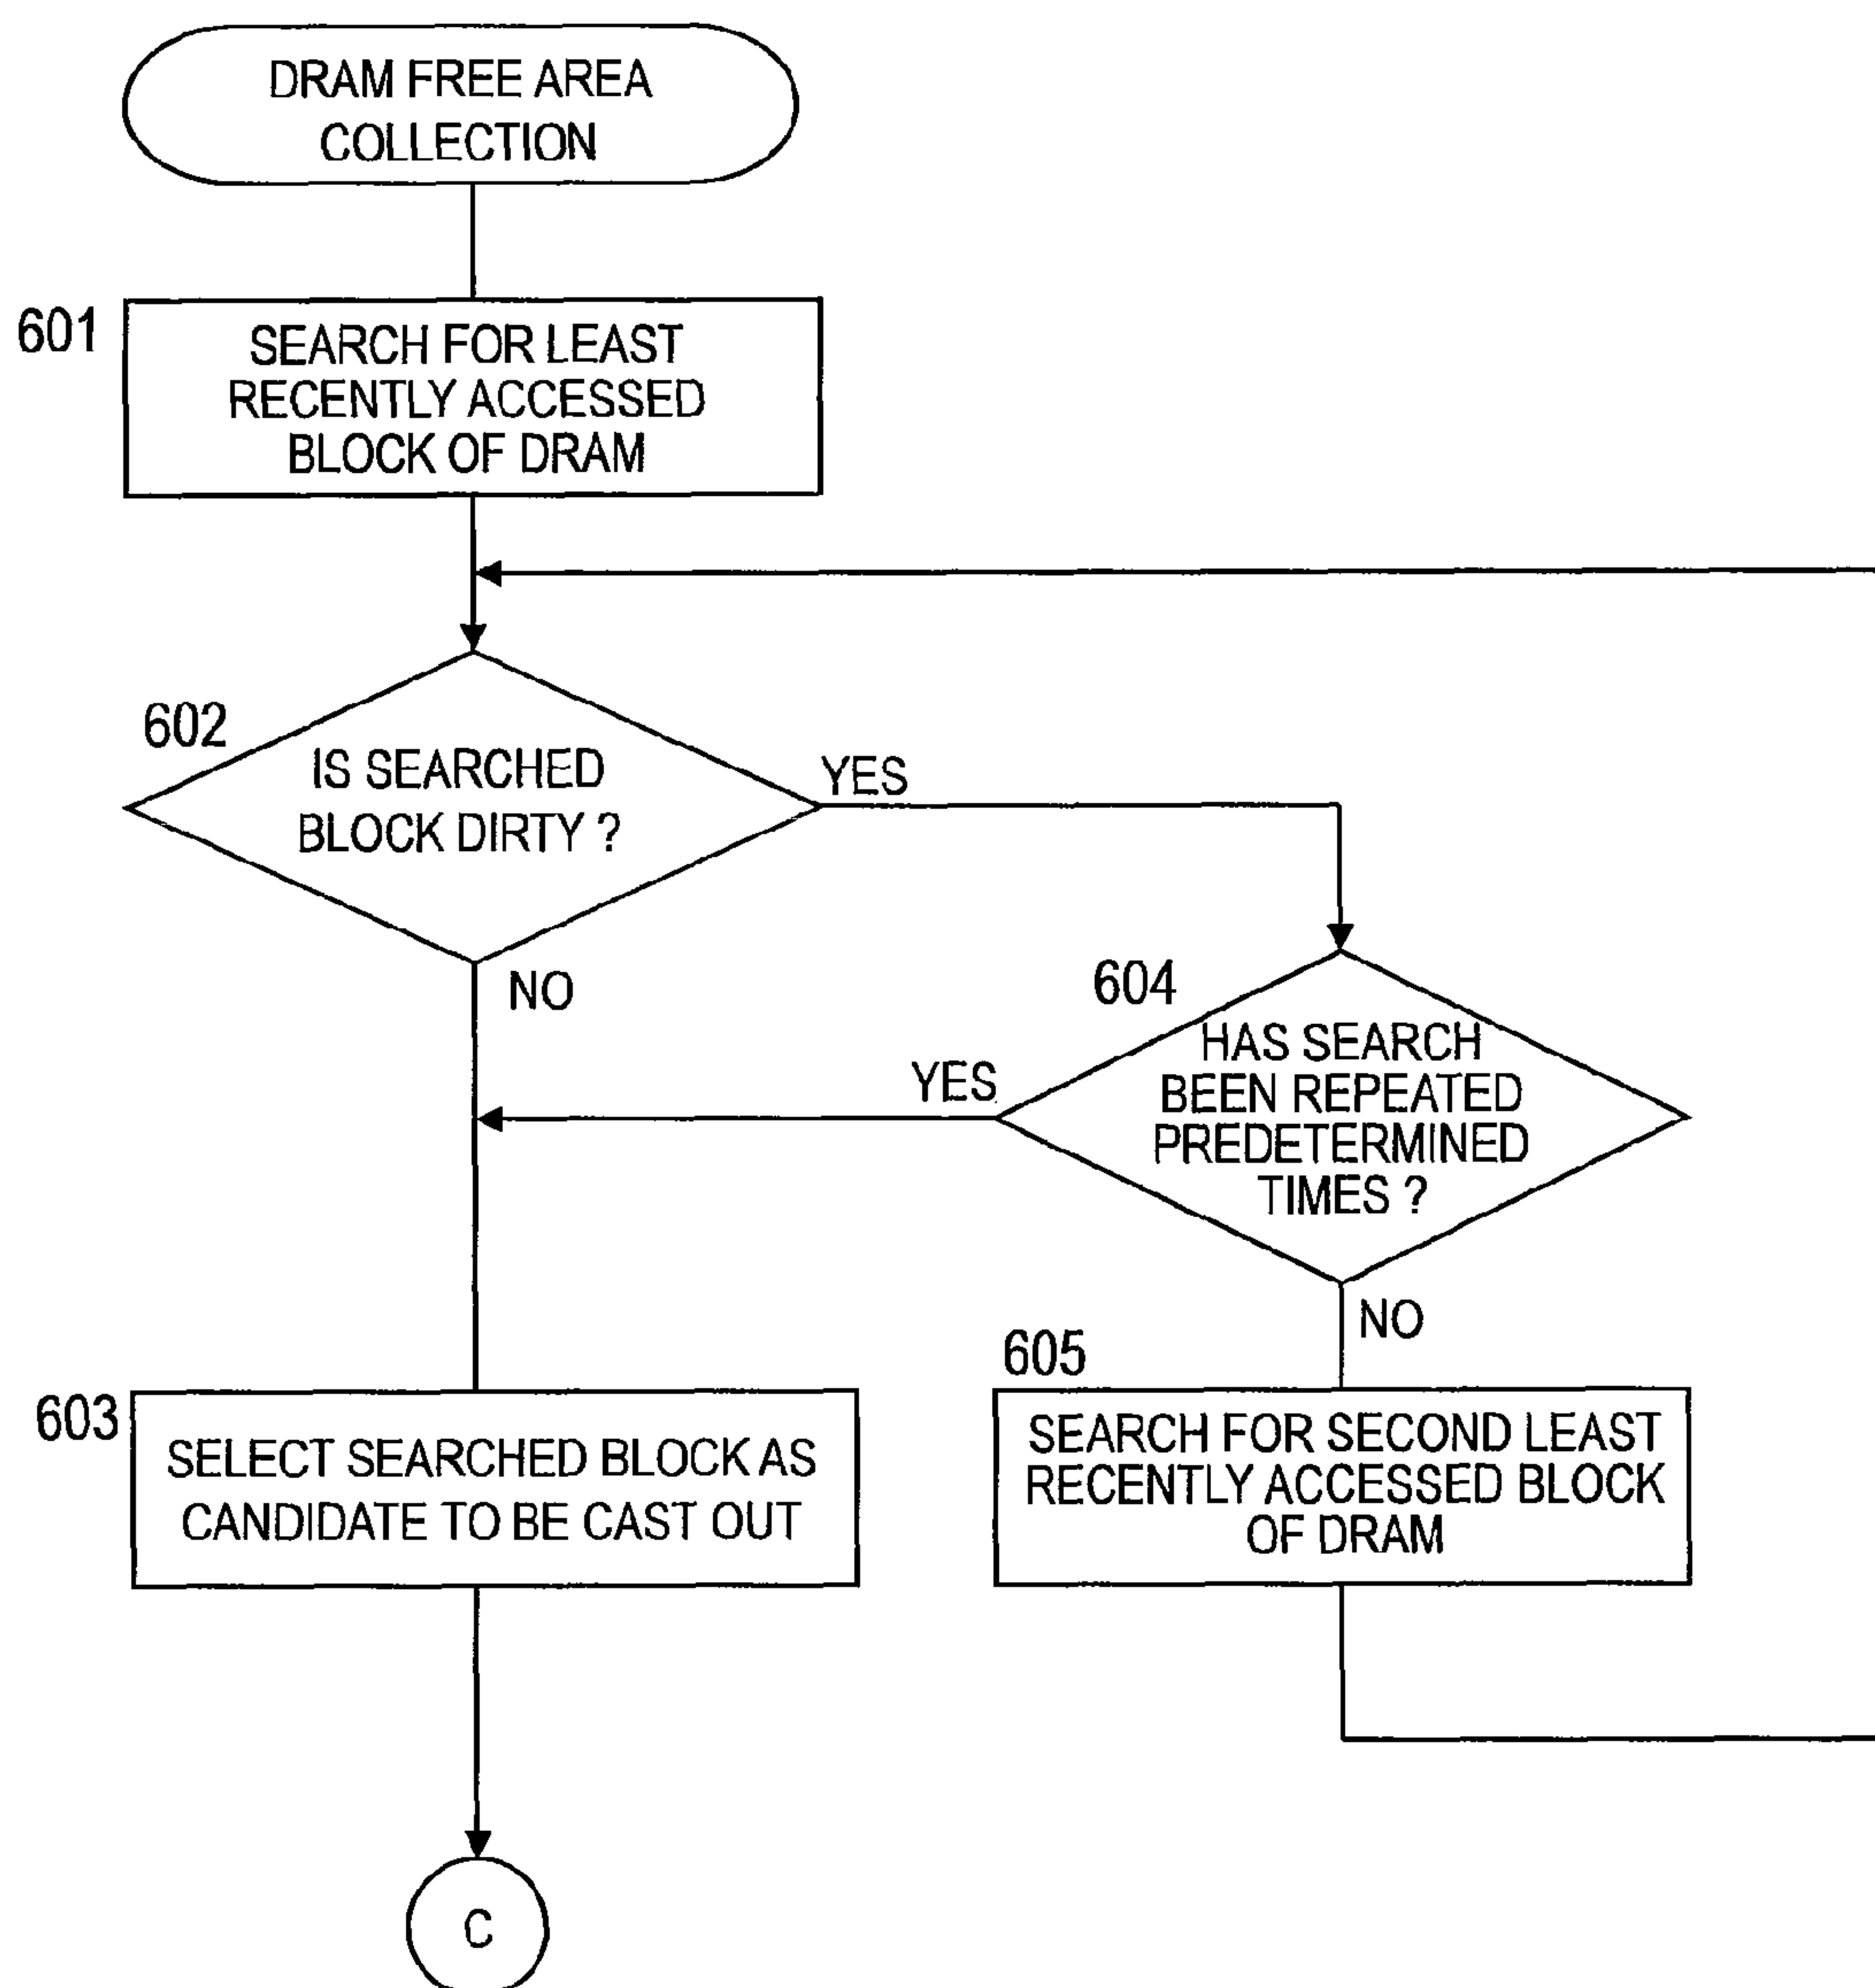 DRAM FREE AREA
COLLECTION
601
SEARCH FOR LEAST
RECENTLY ACCESSED
BLOCK OF DRAM
602
IS SEARCHED
BLOCK DIRTY ?
YES
NO
604
HAS SEARCH
BEEN REPEATED
PREDETERMINED
TIMES ?
YES
NO
603
SELECT SEARCHED BLOCK AS
CANDIDATE TO BE CAST OUT
605
SEARCH FOR SECOND LEAST
RECENTLY ACCESSED BLOCK
OF DRAM
C